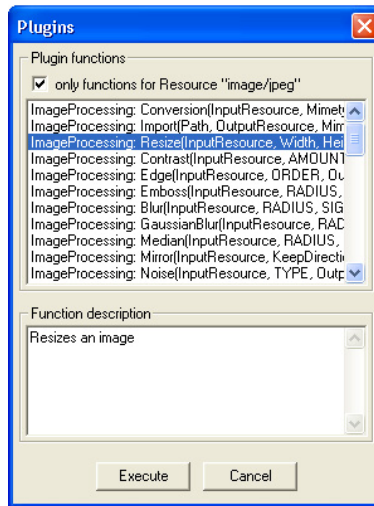 Plugins
Plugin functions
only functions for Resource "image/jpeg"
ImageProcessing: Conversion(InputResource, Mimety
ImageProcessing: Import(Path, OutputResource, Mim
ImageProcessing: Resize(InputResource, Width, Hei
ImageProcessing: Contrast(InputResource, AMOUNT
ImageProcessing: Edge(InputResource, ORDER, Ou
ImageProcessing: Emboss(InputResource, RADIUS,
ImageProcessing: Blur(InputResource, RADIUS, SIG
ImageProcessing: GaussianBlur(InputResource, RAD
ImageProcessing: Median(InputResource, RADIUS,
ImageProcessing: Mirror(InputResource, KeepDirecti
ImageProcessing: Noise(InputResource, TYPE, Outp
Function description
Resizes an image
Execute Cancel